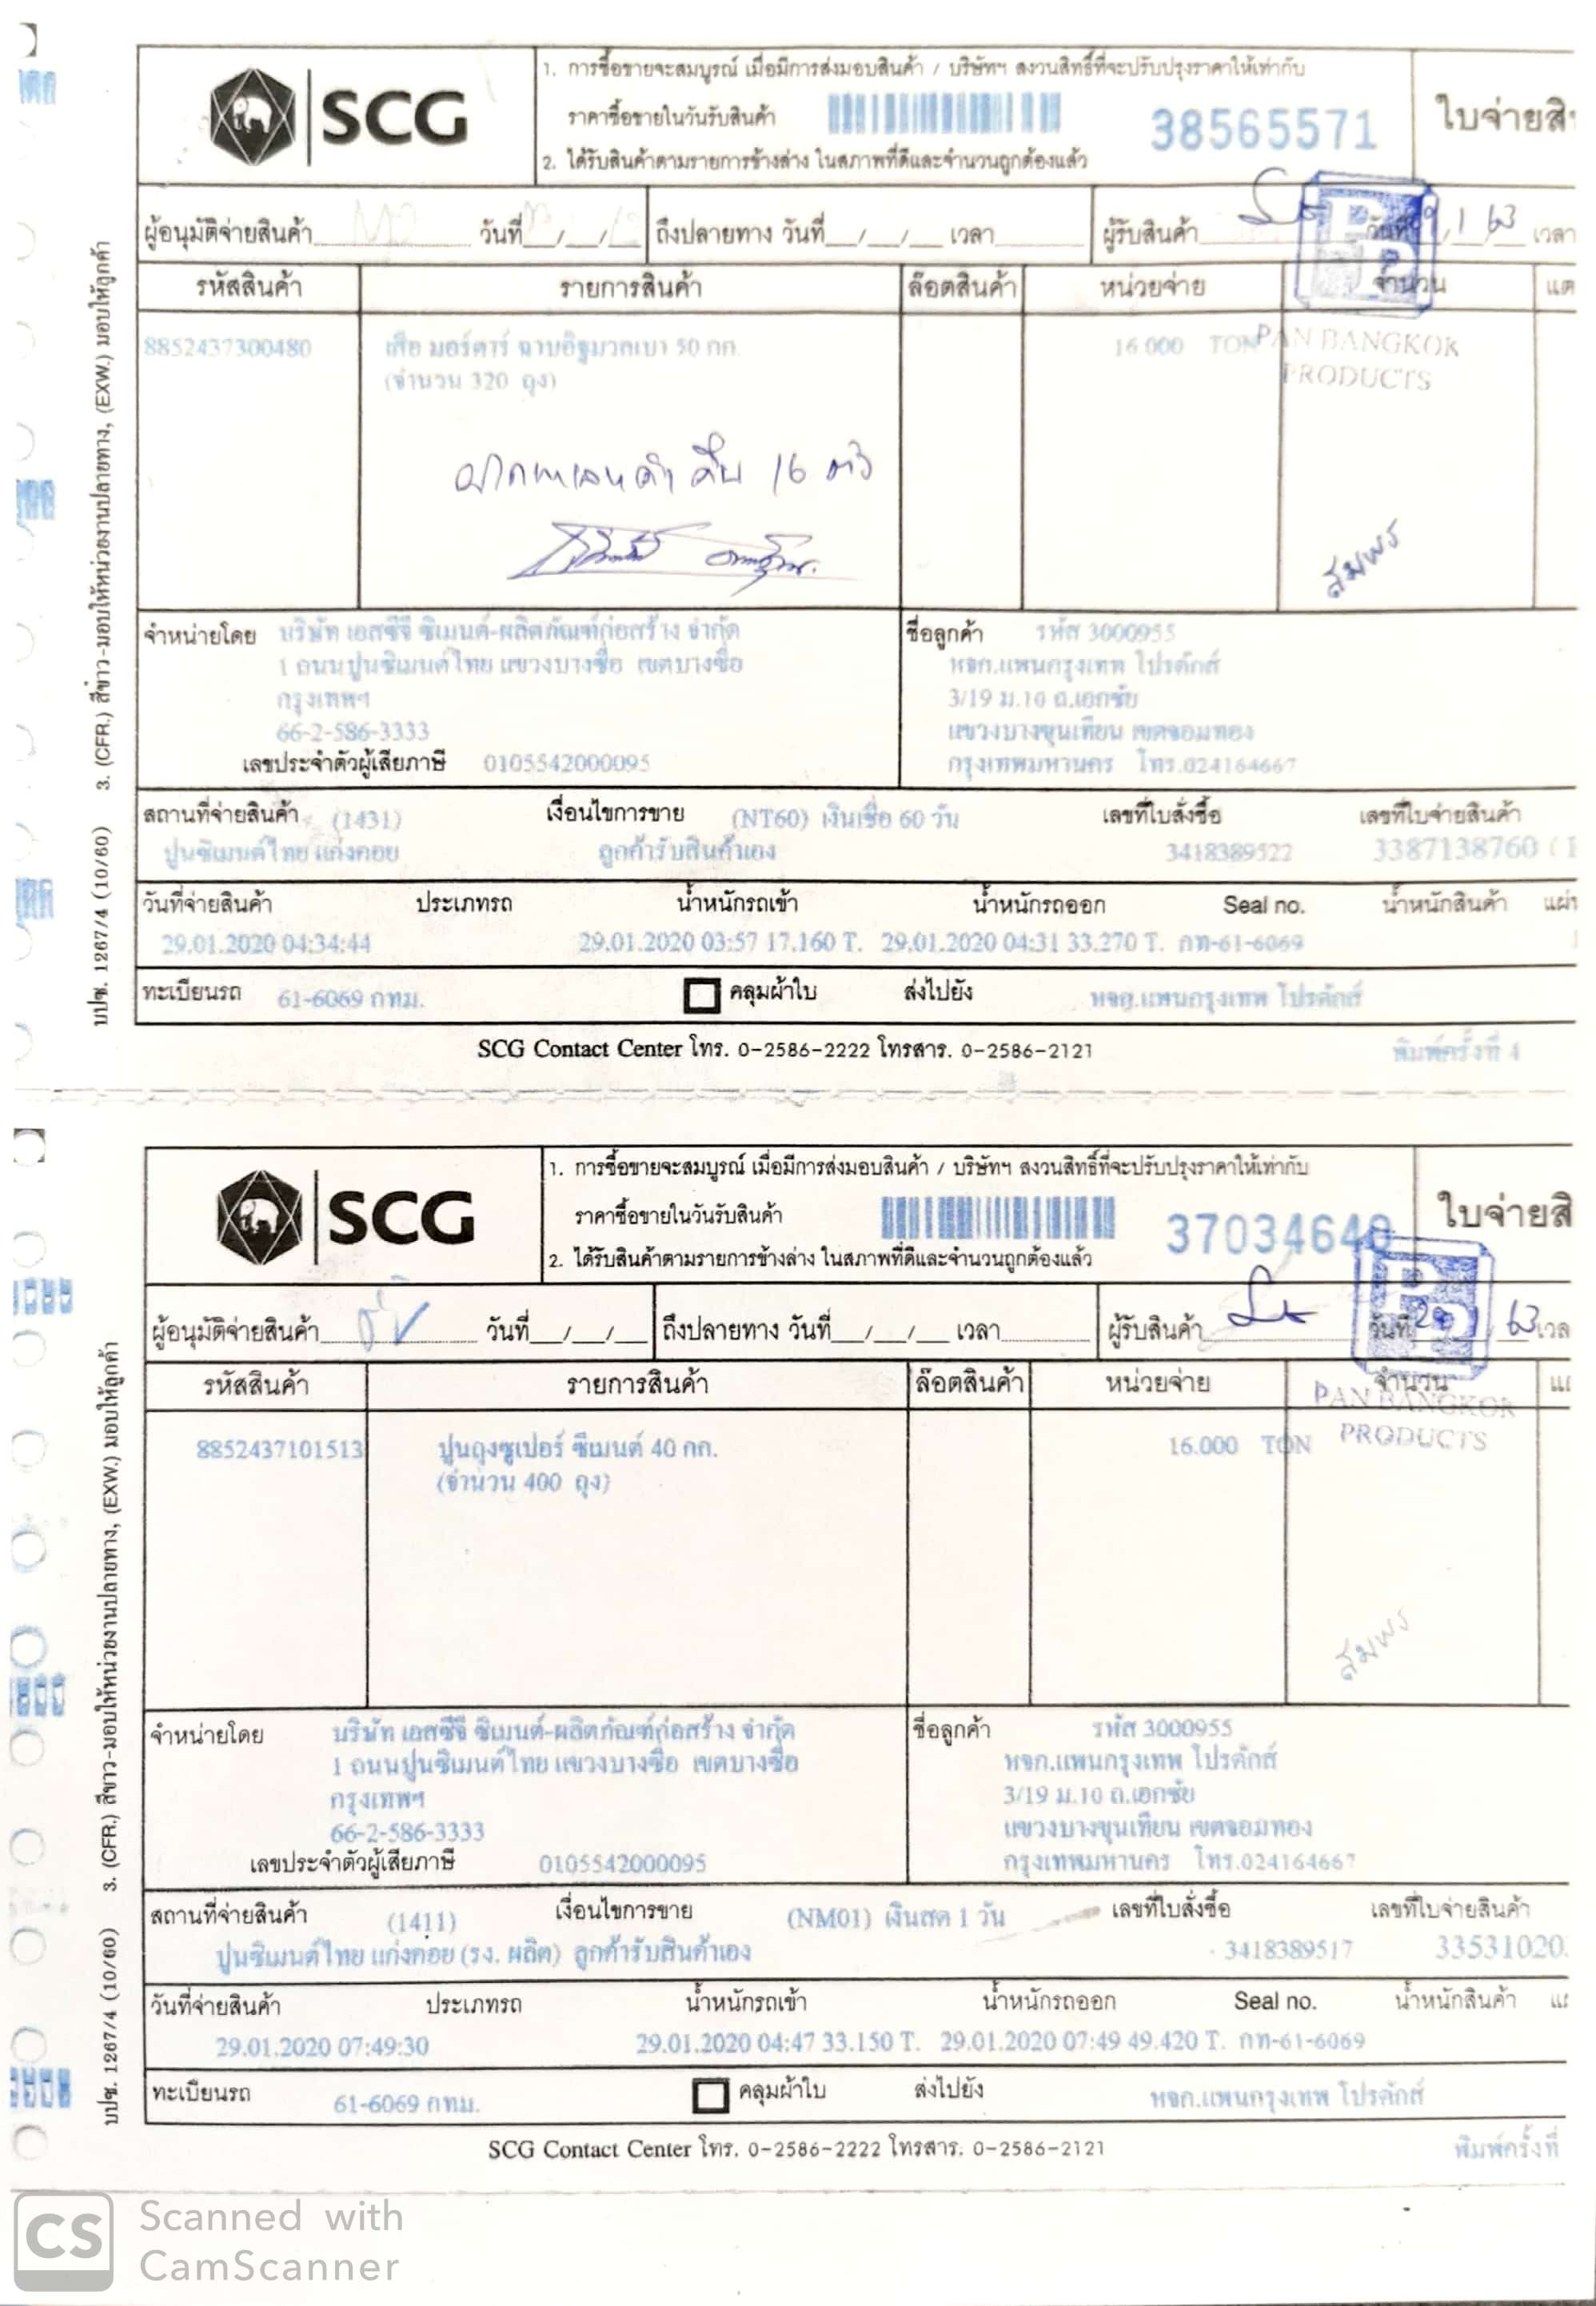 SCG
1. การซื้อขายจะสมบูรณ์ เมื่อมีการส่งมอบสินค้า / บริษัทฯ สงวนสิทธิ์ที่จะปรับปรุงราคาให้เท่ากับ
ราคาซื้อขายในวันรับสินค้า
38565571
ใบจ่ายสิ
2. ได้รับสินค้าตามรายการข้างล่าง ในสภาพที่ดีและจำนวนถูกต้องแล้ว
ผู้อนุมัติจ่ายสินค้า วันที่ / / ถึงปลายทาง วันที่ / / เวลา ผู้รับสินค้า วันที่ / 1 / 63 เวลา
รหัสสินค้า รายการสินค้า ล๊อตสินค้า หน่วยจ่าย จำนวน แต
8852437300480 เสือ มอร์ตาร์ ฉาบอิฐมวลเบา 50 กก. 16.000 TON PAN BANGKOK
(จำนวน 320 ถุง) PRODUCTS
16
สมพร
จำหน่ายโดย บริษัท เอสซีจี ซิเมนต์-ผลิตภัณฑ์ก่อสร้าง จำกัด ชื่อลูกค้า รหัส 3000955
1 ถนนปูนซิเมนต์ไทย แขวงบางซื่อ เขตบางซื่อ หจก.แพนกรุงเทพ โปรดักส์
กรุงเทพฯ 3/19 ม.10 ถ.เอกชัย
66-2-586-3333 แขวงบางขุนเทียน เขตจอมทอง
เลขประจำตัวผู้เสียภาษี 0105542000095 กรุงเทพมหานคร โทร.024164667
สถานที่จ่ายสินค้า (1431) เงื่อนไขการขาย (NT60) เงินเชื่อ 60 วัน เลขที่ใบสั่งซื้อ เลขที่ใบจ่ายสินค้า
ปูนซิเมนต์ไทย แก่งคอย ลูกค้ารับสินค้าเอง 3418389522 3387138760
วันที่จ่ายสินค้า ประเภทรถ น้ำหนักรถเข้า น้ำหนักรถออก Seal no. น้ำหนักสินค้า แผ่
29.01.2020 04:34:44 29.01.2020 03:57 17.160 T. 29.01.2020 04:31 33.270 T. กท-61-6069
ทะเบียนรถ 61-6069 กทม. คลุมผ้าใบ ส่งไปยัง หจก.แพนกรุงเทพ โปรดักส์
SCG Contact Center โทร. 0-2586-2222 โทรสาร. 0-2586-2121 พิมพ์ครั้งที่ 4
บปช. 1267/4 (10/60) 3. (CFR.) สีขาว-มอบให้หน่วยงานปลายทาง, (EXW.) มอบให้ลูกค้า
SCG
1. การซื้อขายจะสมบูรณ์ เมื่อมีการส่งมอบสินค้า / บริษัทฯ สงวนสิทธิ์ที่จะปรับปรุงราคาให้เท่ากับ
ราคาซื้อขายในวันรับสินค้า
37034640
ใบจ่ายสิ
2. ได้รับสินค้าตามรายการข้างล่าง ในสภาพที่ดีและจำนวนถูกต้องแล้ว
ผู้อนุมัติจ่ายสินค้า วันที่ / / ถึงปลายทาง วันที่ / / เวลา ผู้รับสินค้า วันที่ 29 / 63 เวล
รหัสสินค้า รายการสินค้า ล๊อตสินค้า หน่วยจ่าย จำนวน
PAN BANGKOK
8852437101513 ปูนถุงซูเปอร์ ซีเมนต์ 40 กก. 16.000 TON PRODUCTS
(จำนวน 400 ถุง)
สมพร
จำหน่ายโดย บริษัท เอสซีจี ซิเมนต์-ผลิตภัณฑ์ก่อสร้าง จำกัด ชื่อลูกค้า รหัส 3000955
1 ถนนปูนซิเมนต์ไทย แขวงบางซื่อ เขตบางซื่อ หจก.แพนกรุงเทพ โปรดักส์
กรุงเทพฯ 3/19 ม.10 ถ.เอกชัย
66-2-586-3333 แขวงบางขุนเทียน เขตจอมทอง
เลขประจำตัวผู้เสียภาษี 0105542000095 กรุงเทพมหานคร โทร.024164667
สถานที่จ่ายสินค้า (1411) เงื่อนไขการขาย (NM01) เงินสด 1 วัน เลขที่ใบสั่งซื้อ เลขที่ใบจ่ายสินค้า
ปูนซิเมนต์ไทย แก่งคอย (รง. ผลิต) ลูกค้ารับสินค้าเอง 3418389517 33531020
วันที่จ่ายสินค้า ประเภทรถ น้ำหนักรถเข้า น้ำหนักรถออก Seal no. น้ำหนักสินค้า
29.01.2020 07:49:30 29.01.2020 04:47 33.150 T. 29.01.2020 07:49 49.420 T. กท-61-6069
ทะเบียนรถ 61-6069 กทม. คลุมผ้าใบ ส่งไปยัง หจก.แพนกรุงเทพ โปรดักส์
SCG Contact Center โทร. 0-2586-2222 โทรสาร. 0-2586-2121 พิมพ์ครั้งที่
บปช. 1267/4 (10/60) 3. (CFR.) สีขาว-มอบให้หน่วยงานปลายทาง, (EXW.) มอบให้ลูกค้า
CS Scanned with
CamScanner